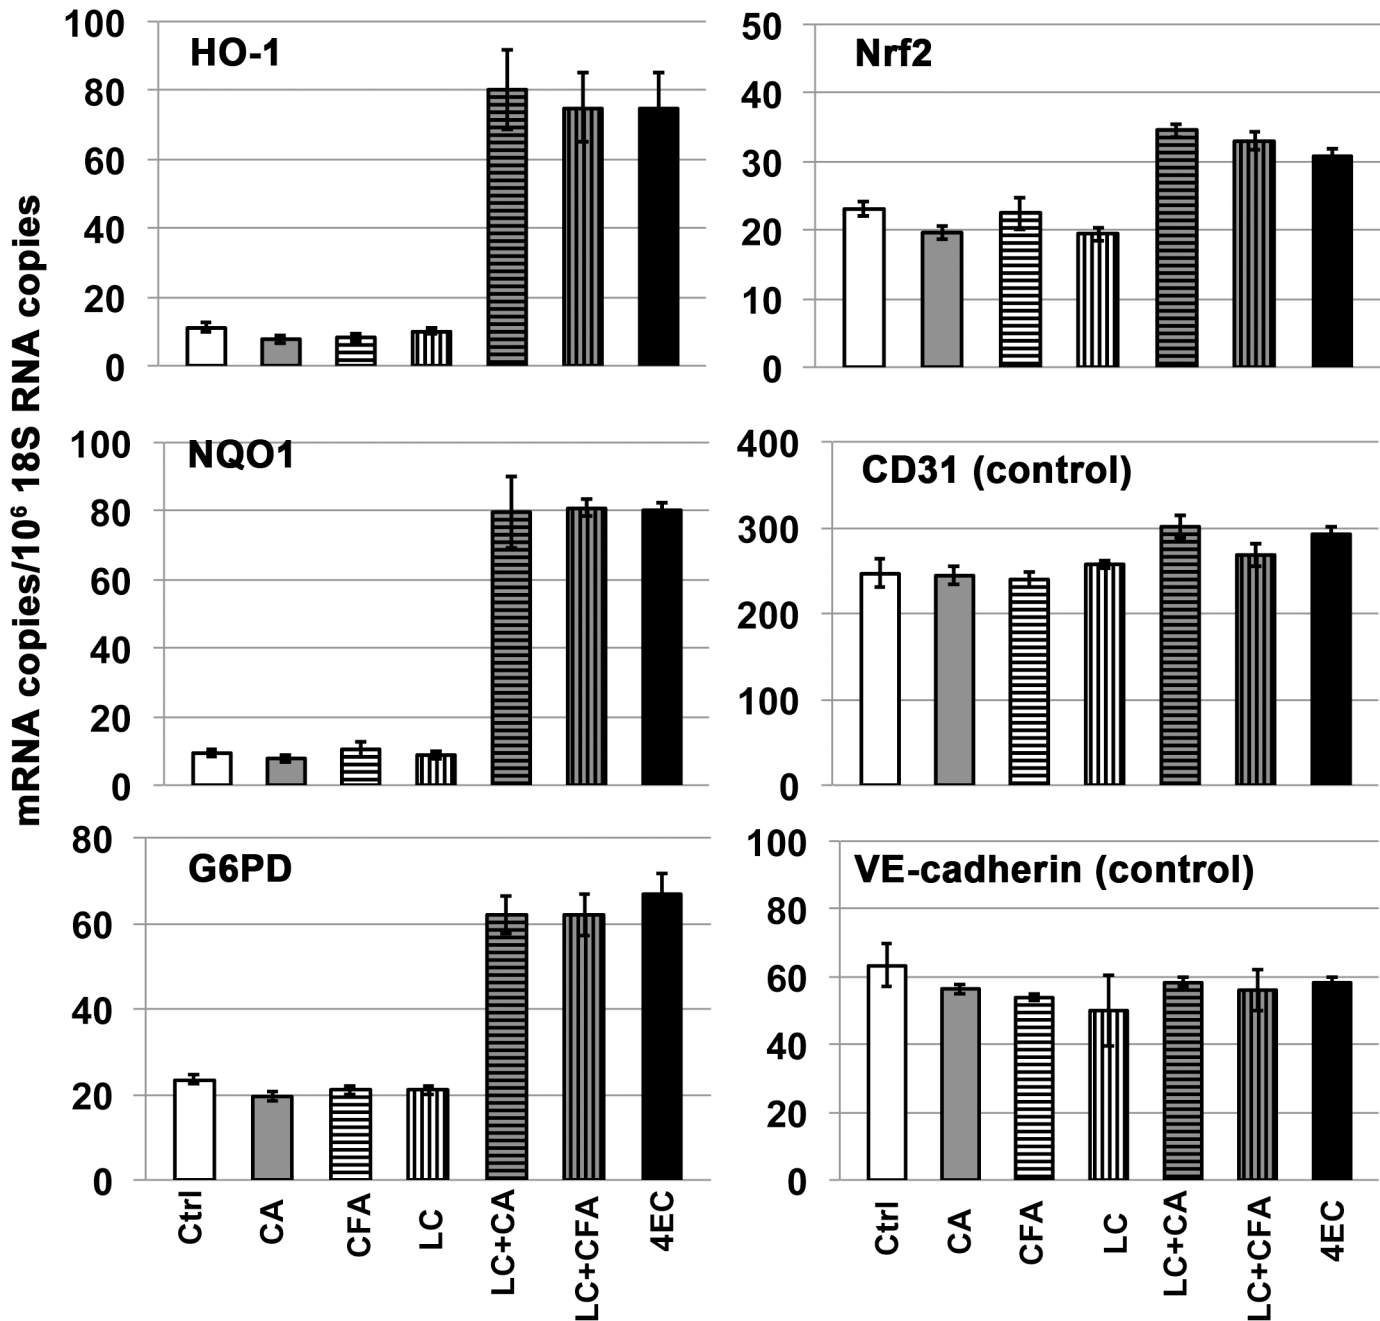 mRNA copies/10⁶ 18S RNA copies
HO-1
100
80
60
40
20
0
Nrf2
50
40
30
20
10
0
NQO1
100
80
60
40
20
0
CD31 (control)
400
300
200
100
0
G6PD
80
60
40
20
0
Ctrl
CA
CFA
LC
LC+CA
LC+CFA
4EC
VE-cadherin (control)
100
80
60
40
20
0
Ctrl
CA
CFA
LC
LC+CA
LC+CFA
4EC